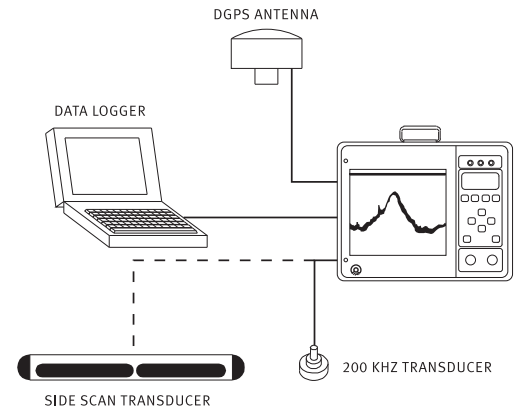 DGPS ANTENNA
DATA LOGGER
200 KHZ TRANSDUCER
SIDE SCAN TRANSDUCER